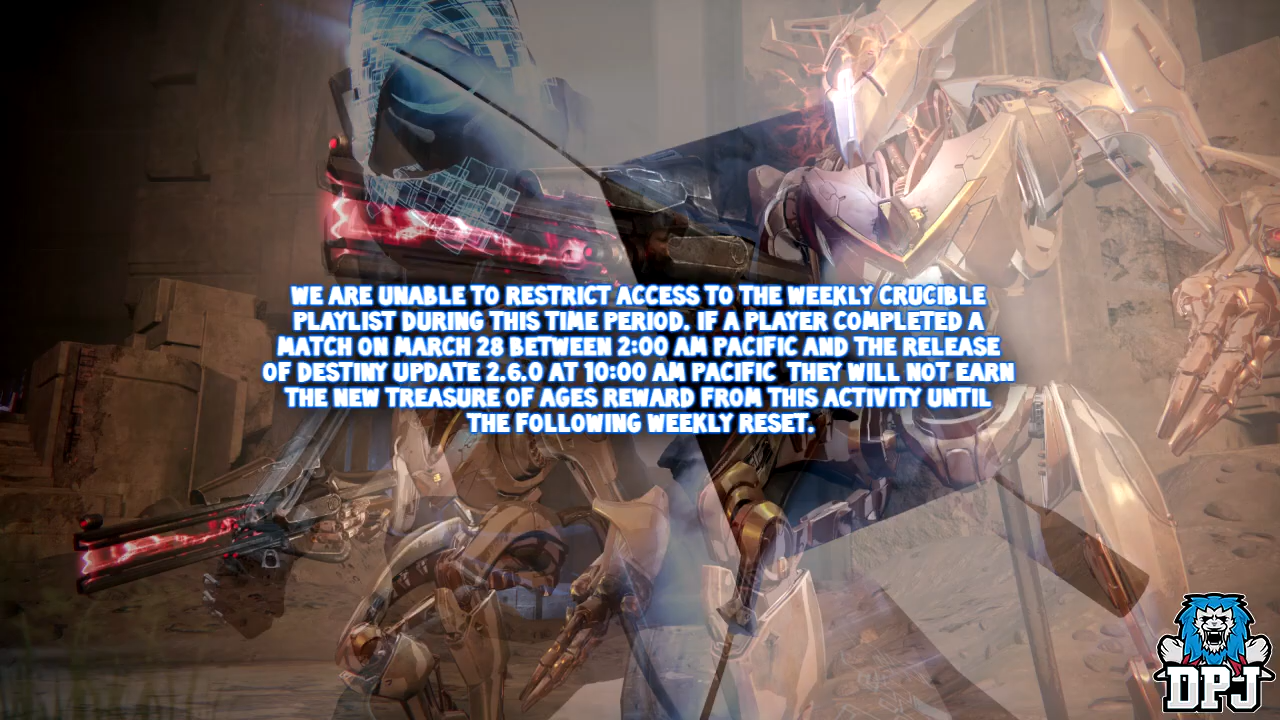 WE ARE UNABLE TO RESTRICT ACCESS TO THE WEEKLY CRUCIBLE
PLAYLIST DURING THIS TIME PERIOD. IF A PLAYER COMPLETED A
MATCH ON MARCH 28 BETWEEN 2:00 AM PACIFIC AND THE RELEASE
OF DESTINY UPDATE 2.6.0 AT 10:00 AM PACIFIC THEY WILL NOT EARN
THE NEW TREASURE OF AGES REWARD FROM THIS ACTIVITY UNTIL
THE FOLLOWING WEEKLY RESET.
DPJ